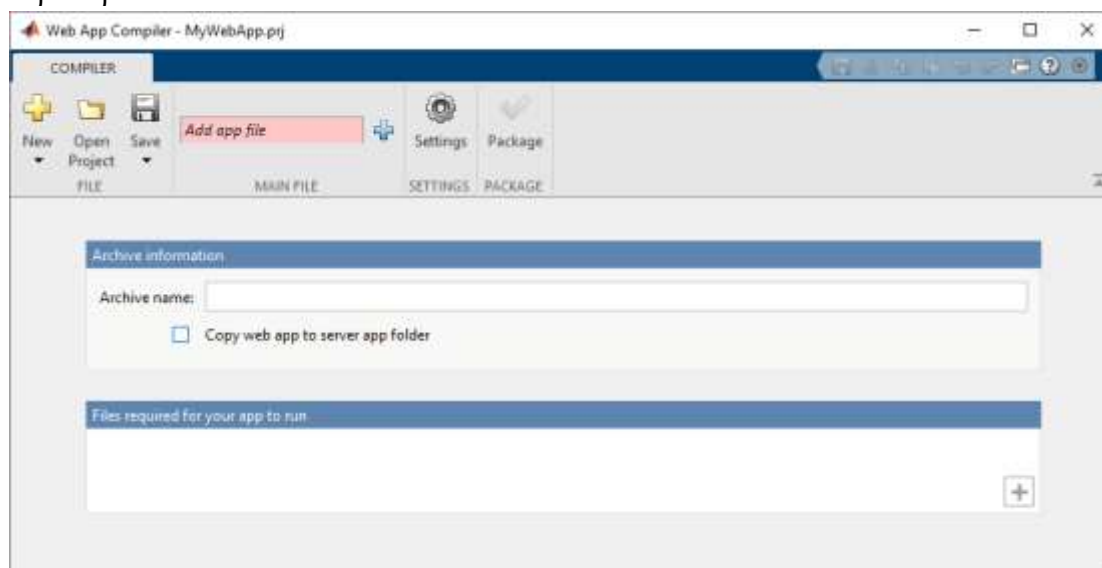 Web App Compiler - MyWebApp.prj
COMPILER
New
Open Project
Save
Add app file
Settings
Package
FILE
MAIN FILE
SETTINGS
PACKAGE
Archive information
Archive name:
Copy web app to server app folder
Files required for your app to run